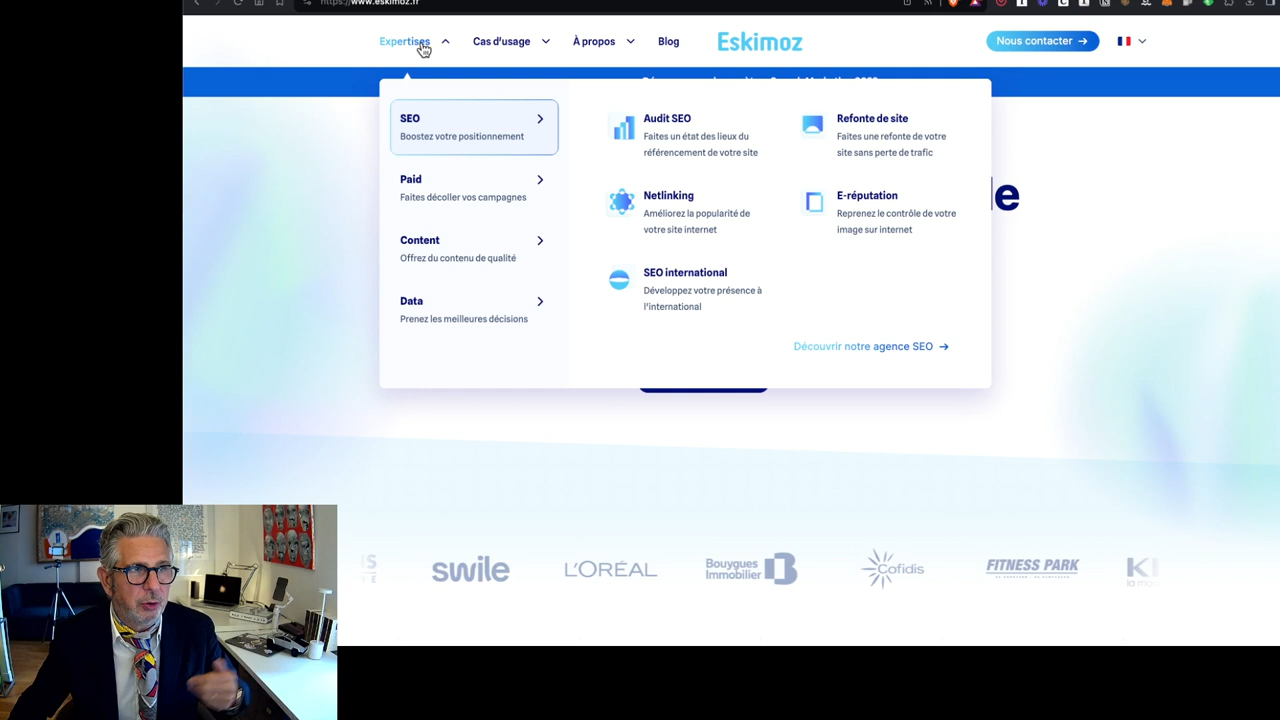 https://www.eskimoz.fr
Expertises
Cas d'usage
À propos
Blog
Eskimoz
Nous contacter →
SEO
Boostez votre positionnement
Paid
Faites décoller vos campagnes
Content
Offrez du contenu de qualité
Data
Prenez les meilleures décisions
Audit SEO
Faites un état des lieux du
référencement de votre site
Refonte de site
Faites une refonte de votre
site sans perte de trafic
Netlinking
Améliorez la popularité de
votre site internet
E-réputation
Reprenez le contrôle de votre
image sur internet
SEO international
Développez votre présence à
l'international
Découvrir notre agence SEO →
le
swile
L'ORÉAL
Bouygues
Immobilier
Cofidis
FITNESS PARK